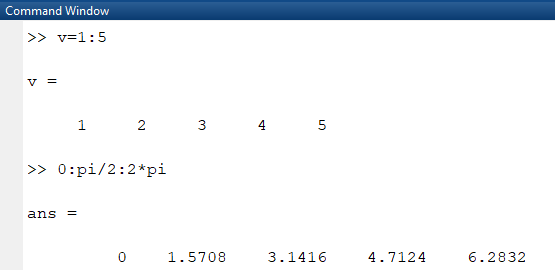 Command Window
>> v=1:5
v =
1 2 3 4 5
>> 0:pi/2:2*pi
ans =
0 1.5708 3.1416 4.7124 6.2832